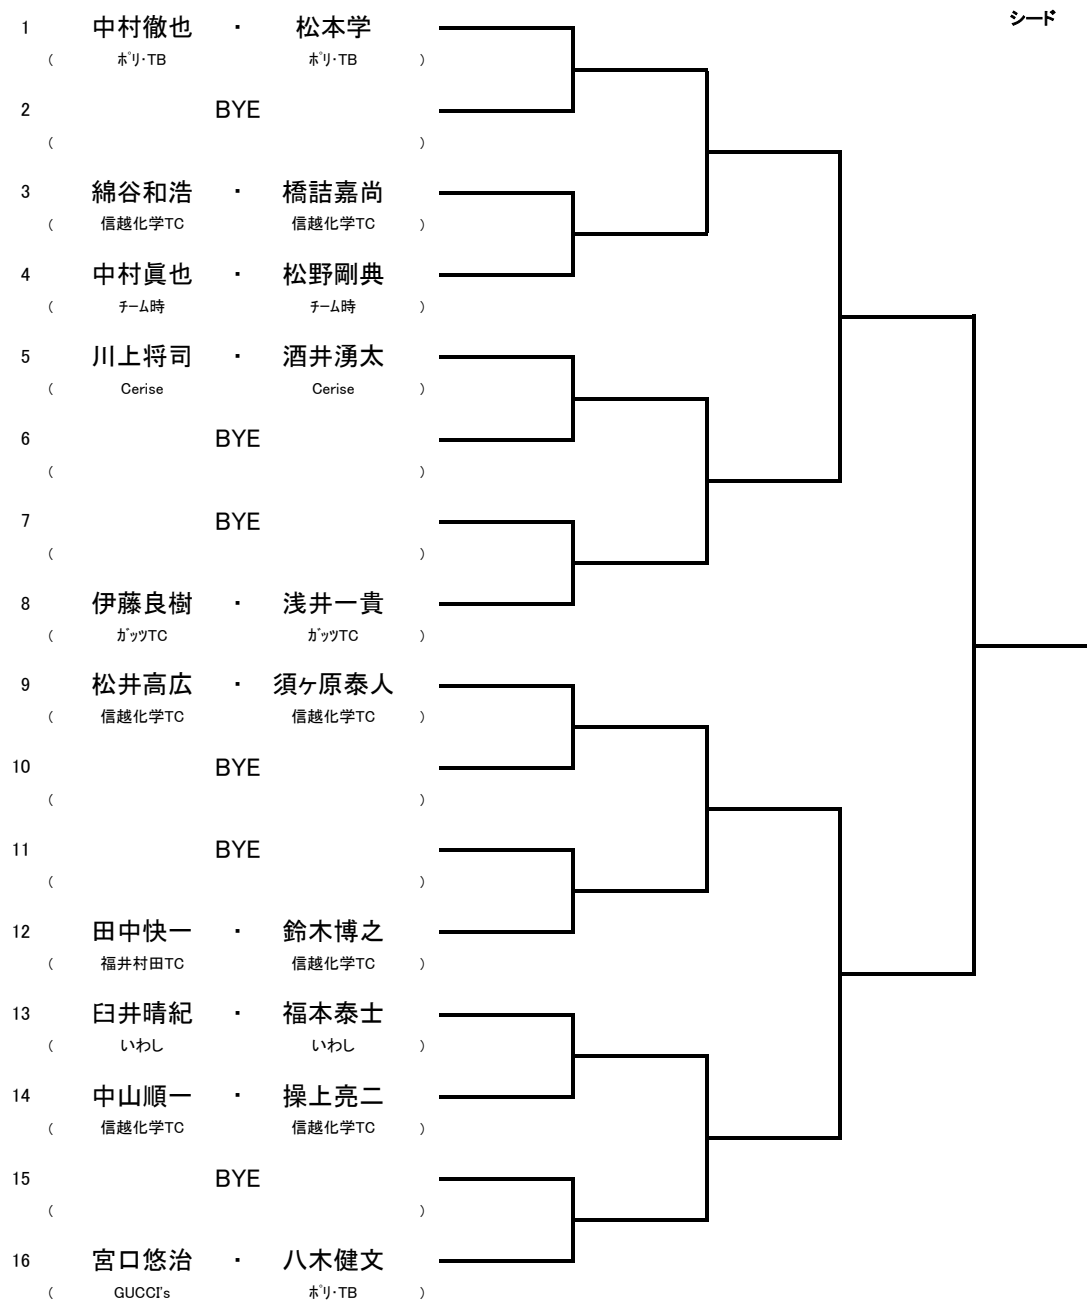 シード
1 中村徹也 ・ 松本学
( ﾎﾟﾘ・TB ﾎﾟﾘ・TB )
2 BYE
( )
3 綿谷和浩 ・ 橋詰嘉尚
( 信越化学TC 信越化学TC )
4 中村眞也 ・ 松野剛典
( ﾁｰﾑ時 ﾁｰﾑ時 )
5 川上将司 ・ 酒井湧太
( Cerise Cerise )
6 BYE
( )
7 BYE
( )
8 伊藤良樹 ・ 浅井一貴
( ｶﾞｯﾂTC ｶﾞｯﾂTC )
9 松井高広 ・ 須ヶ原泰人
( 信越化学TC 信越化学TC )
10 BYE
( )
11 BYE
( )
12 田中快一 ・ 鈴木博之
( 福井村田TC 信越化学TC )
13 臼井晴紀 ・ 福本泰士
( いわし いわし )
14 中山順一 ・ 操上亮二
( 信越化学TC 信越化学TC )
15 BYE
( )
16 宮口悠治 ・ 八木健文
( GUCCI's ﾎﾟﾘ・TB )